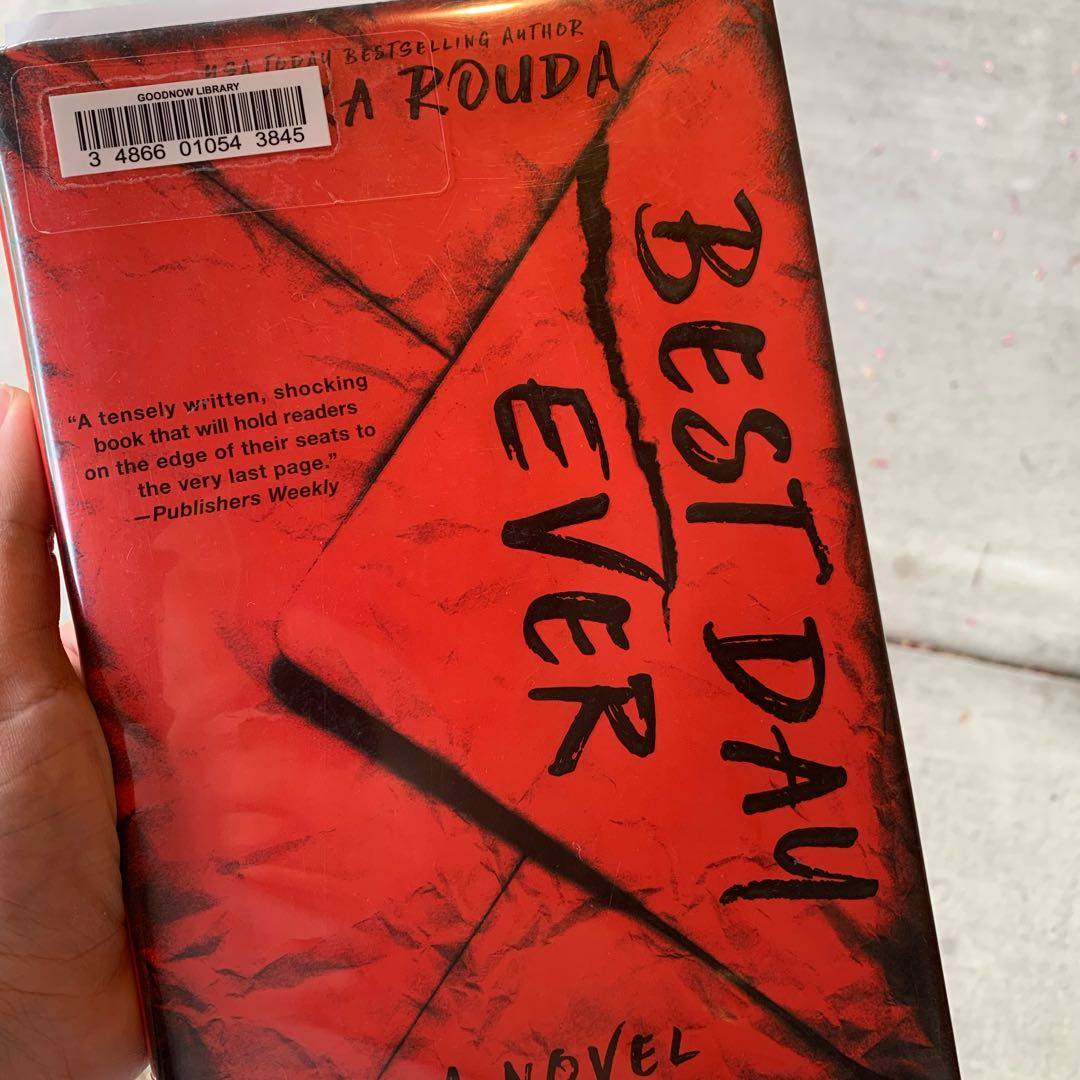 USA TODAY BESTSELLING AUTHOR
RA ROUDA
GOODNOW LIBRARY
3 4866 01054 3845
BEST DAY
EVER
“A tensely written, shocking
book that will hold readers
on the edge of their seats to
the very last page.”
—Publishers Weekly
A NOVEL